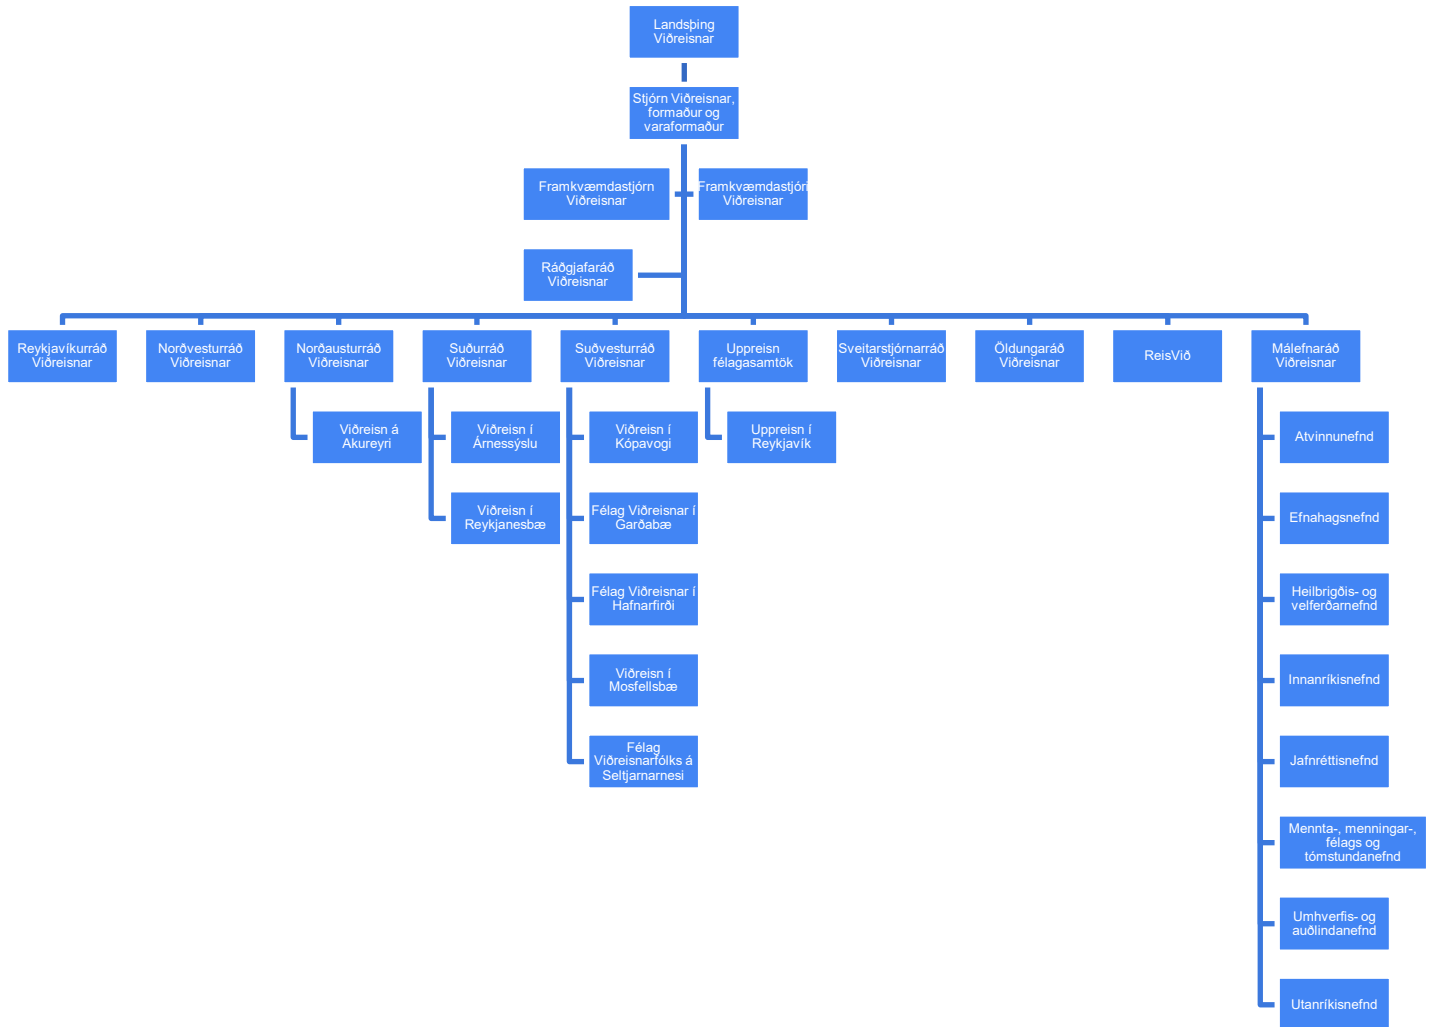 Landsþing
Viðreisnar
Stjórn Viðreisnar,
formaður og
varaformaður
Framkvæmdastjórn
Viðreisnar
Framkvæmdastjóri
Viðreisnar
Ráðgjafaráð
Viðreisnar
Reykjavíkurráð
Viðreisnar
Norðvesturráð
Viðreisnar
Norðausturráð
Viðreisnar
Suðurráð
Viðreisnar
Suðvesturráð
Viðreisnar
Uppreisn
félagasamtök
Sveitarstjórnarráð
Viðreisnar
Öldungaráð
Viðreisnar
ReisVið
Málefnaráð
Viðreisnar
Viðreisn á
Akureyri
Viðreisn í
Árnessýslu
Viðreisn í
Reykjanesbæ
Viðreisn í
Kópavogi
Félag Viðreisnar í
Garðabæ
Félag Viðreisnar í
Hafnarfirði
Viðreisn í
Mosfellsbæ
Félag
Viðreisnarfólks á
Seltjarnarnesi
Uppreisn í
Reykjavík
Atvinnunefnd
Efnahagsnefnd
Heilbrigðis- og
velferðarnefnd
Innanríkisnefnd
Jafnréttisnefnd
Mennta-, menningar-,
félags og
tómstundanefnd
Umhverfis- og
auðlindanefnd
Utanríkisnefnd